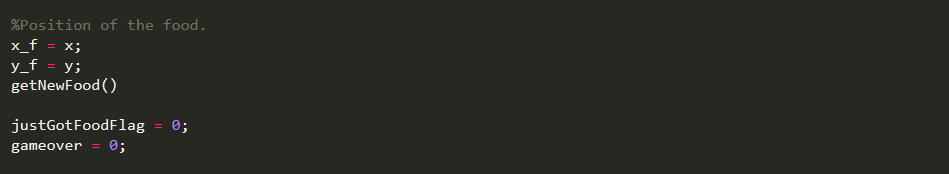 %Position of the food.
x_f = x;
y_f = y;
getNewFood()
justGotFoodFlag = 0;
gameover = 0;